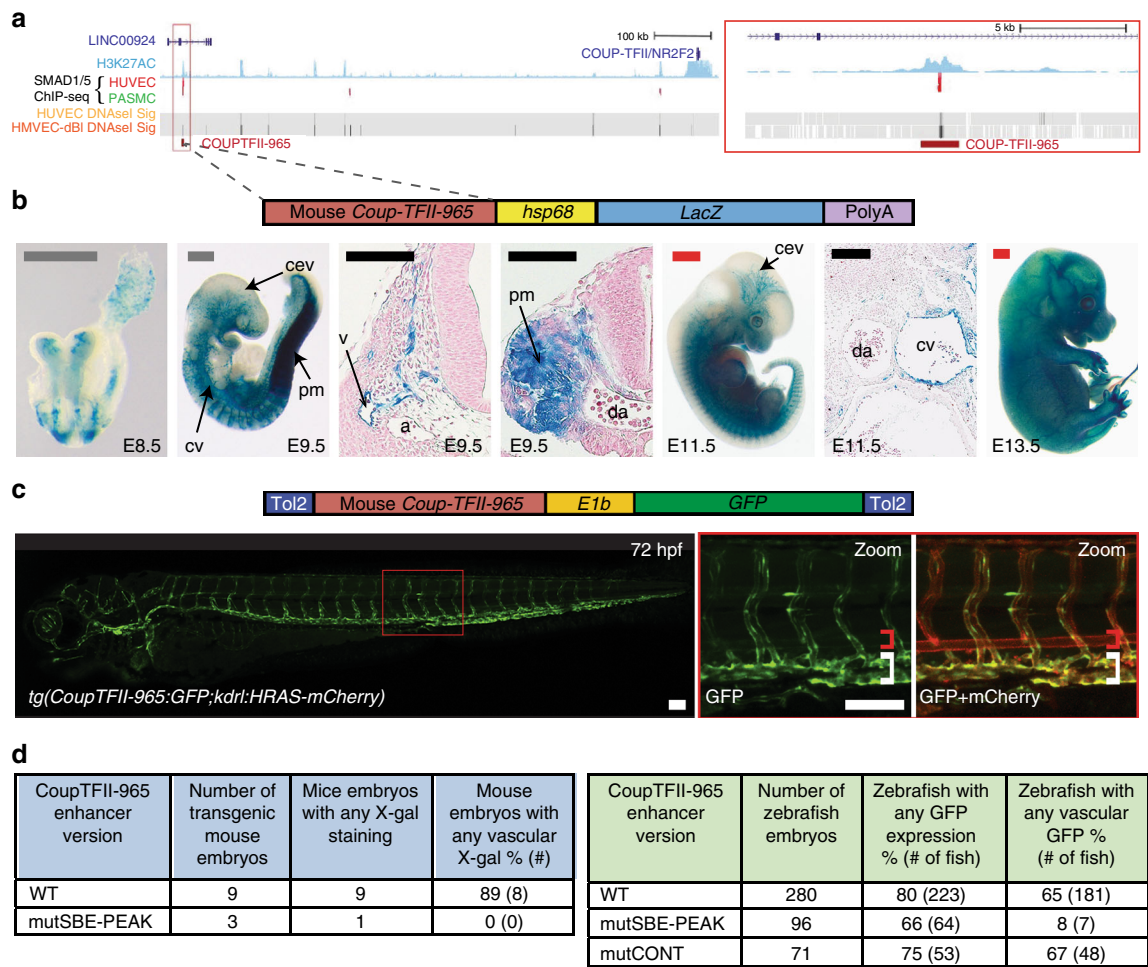 a
LINC00924
100 kb
COUP-TFII/NR2F2
H3K27AC
SMAD1/5
ChIP-seq
{
HUVEC
PASMC
HUVEC DNAseI Sig
HMVEC-dBl DNAseI Sig
COUPTFII-965
5 kb
COUP-TFII-965
b
Mouse Coup-TFII-965
hsp68
LacZ
PolyA
E8.5
cev
pm
cv
E9.5
v
a
E9.5
pm
da
E9.5
cev
E11.5
da
cv
E11.5
E13.5
c
Tol2
Mouse Coup-TFII-965
E1b
GFP
Tol2
72 hpf
tg(CoupTFII-965:GFP;kdrl:HRAS-mCherry)
Zoom
GFP
Zoom
GFP+mCherry
d
CoupTFII-965 enhancer version
Number of transgenic mouse embryos
Mice embryos with any X-gal staining
Mouse embryos with any vascular X-gal % (#)
WT 9 9 89 (8)
mutSBE-PEAK 3 1 0 (0)
CoupTFII-965 enhancer version
Number of zebrafish embryos
Zebrafish with any GFP expression % (# of fish)
Zebrafish with any vascular GFP % (# of fish)
WT 280 80 (223) 65 (181)
mutSBE-PEAK 96 66 (64) 8 (7)
mutCONT 71 75 (53) 67 (48)